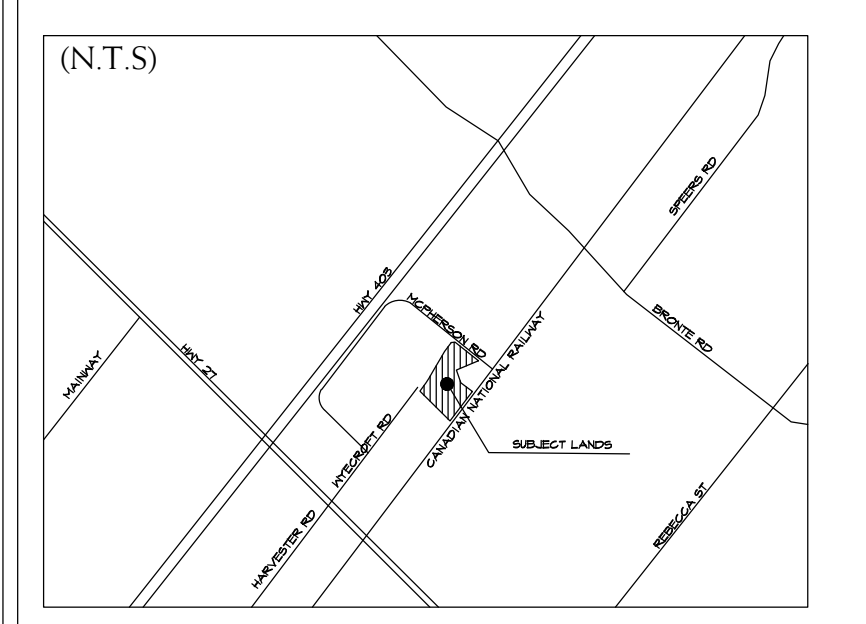 (N.T.S)
SPEERS RD
HWY 403
MCPHERSON RD
BRONTE RD
MAINWAY
HWY 27
CANADIAN NATIONAL RAILWAY
WYECROFT RD
SUBJECT LANDS
HARVESTER RD
REBECCA ST